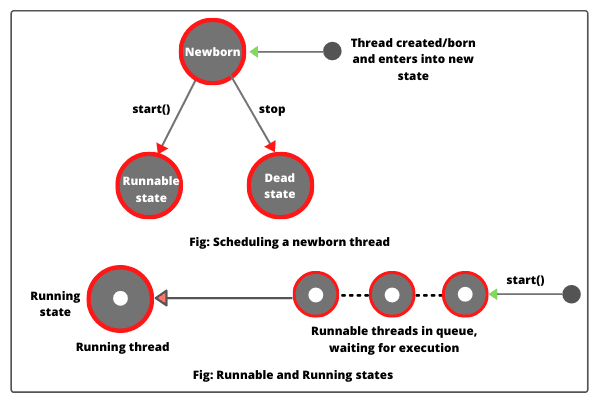 Newborn
Thread created/born
and enters into new
state
start()
stop
Runnable
state
Dead
state
Fig: Scheduling a newborn thread
start()
Running
state
Runnable threads in queue,
waiting for execution
Running thread
Fig: Runnable and Running states